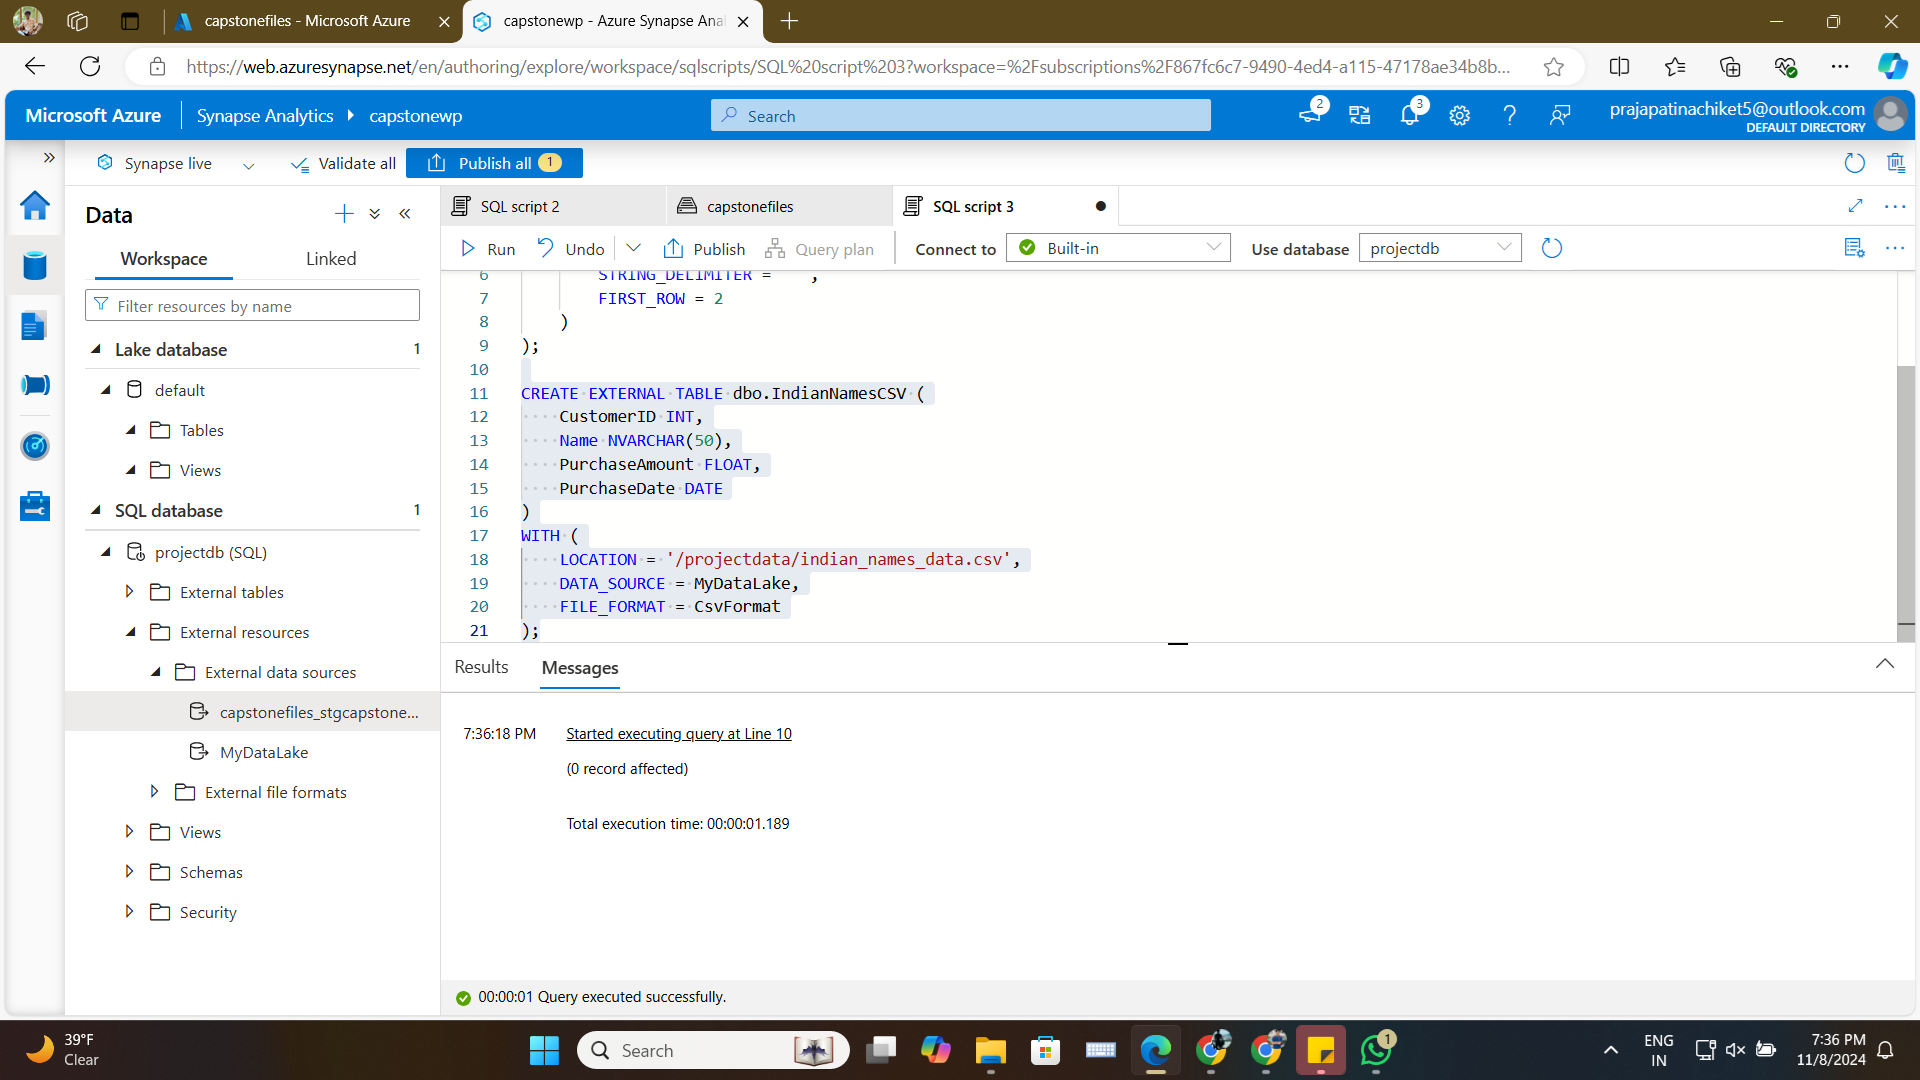 capstonefiles - Microsoft Azure
capstonewp - Azure Synapse Anal
https://web.azuresynapse.net/en/authoring/explore/workspace/sqlscripts/SQL%20script%203?workspace=%2Fsubscriptions%2F867fc6c7-9490-4ed4-a115-47178ae34b8b...
Microsoft Azure
Synapse Analytics
capstonewp
Search
2
3
prajapatinachiket5@outlook.com
DEFAULT DIRECTORY
Synapse live
Validate all
Publish all 1
Data
Workspace
Linked
Filter resources by name
Lake database 1
default
Tables
Views
SQL database 1
projectdb (SQL)
External tables
External resources
External data sources
capstonefiles_stgcapstone...
MyDataLake
External file formats
Views
Schemas
Security
SQL script 2
capstonefiles
SQL script 3
Run
Undo
Publish
Query plan
Connect to
Built-in
Use database
projectdb
6 STRING_DELIMITER = ,
7 FIRST_ROW = 2
8 )
9 );
10
11 CREATE EXTERNAL TABLE dbo.IndianNamesCSV (
12 CustomerID INT,
13 Name NVARCHAR(50),
14 PurchaseAmount FLOAT,
15 PurchaseDate DATE
16 )
17 WITH (
18 LOCATION = '/projectdata/indian_names_data.csv',
19 DATA_SOURCE = MyDataLake,
20 FILE_FORMAT = CsvFormat
21 );
Results
Messages
7:36:18 PM
Started executing query at Line 10
(0 record affected)
Total execution time: 00:00:01.189
00:00:01 Query executed successfully.
39°F
Clear
Search
1
ENG
IN
7:36 PM
11/8/2024